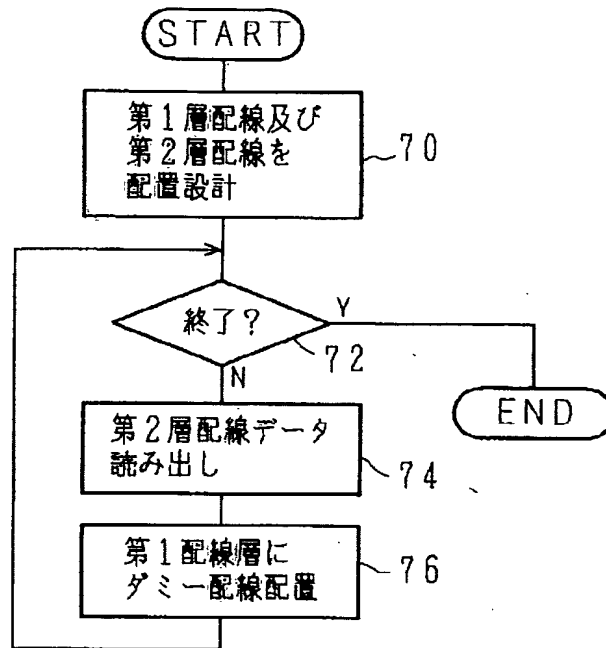 START
第1層配線及び
第2層配線を
配置設計
70
終了?
Y
72
N
END
第2層配線データ
読み出し
74
第1配線層に
ダミー配線配置
76